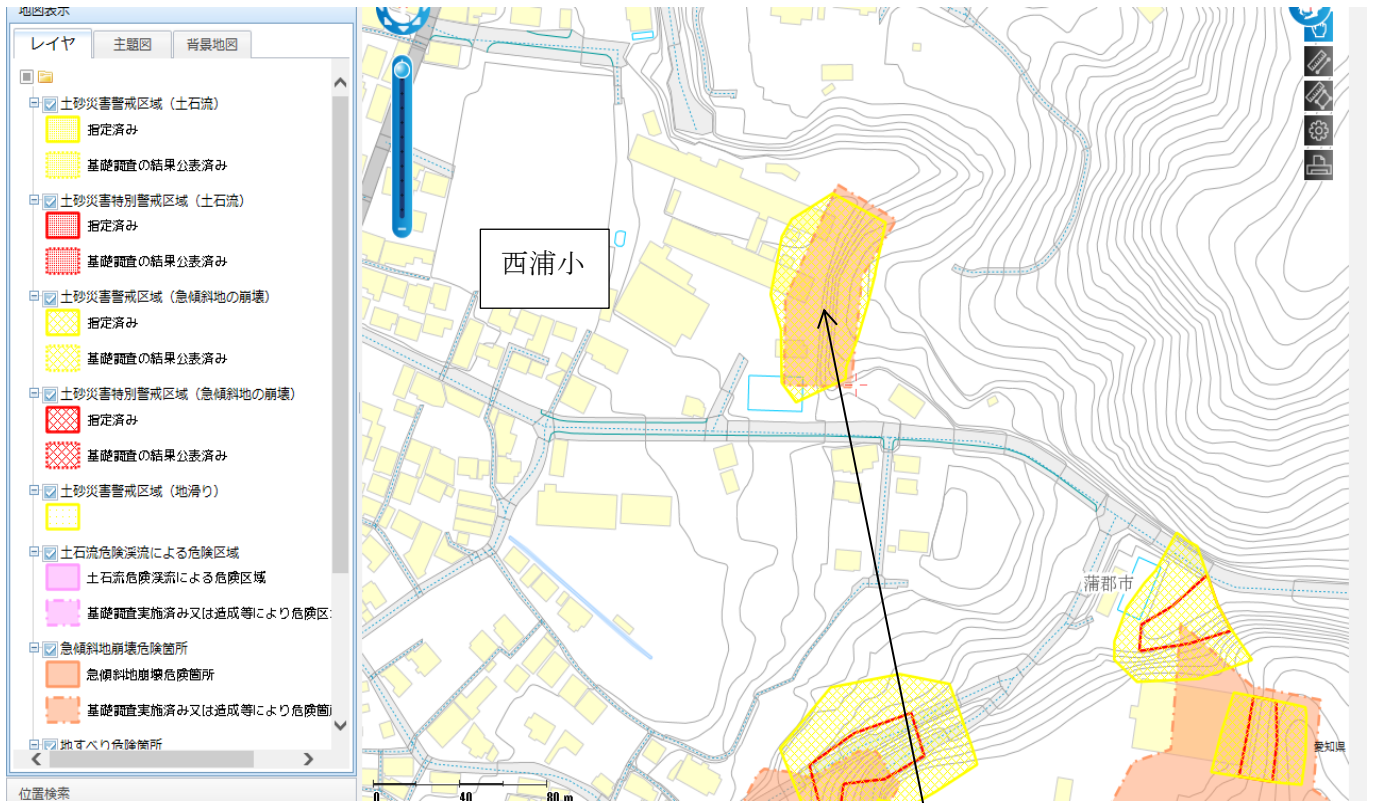 地図表示
レイヤ
主題図
背景地図
土砂災害警戒区域（土石流）
指定済み
基礎調査の結果公表済み
土砂災害特別警戒区域（土石流）
指定済み
基礎調査の結果公表済み
土砂災害警戒区域（急傾斜地の崩壊）
指定済み
基礎調査の結果公表済み
土砂災害特別警戒区域（急傾斜地の崩壊）
指定済み
基礎調査の結果公表済み
土砂災害警戒区域（地滑り）
土石流危険渓流による危険区域
土石流危険渓流による危険区域
基礎調査実施済み又は造成等により危険区
急傾斜地崩壊危険箇所
急傾斜地崩壊危険箇所
基礎調査実施済み又は造成等により危険箇
地すべり危険箇所
位置検索
西浦小
蒲郡市
愛知県
0 40 80 m